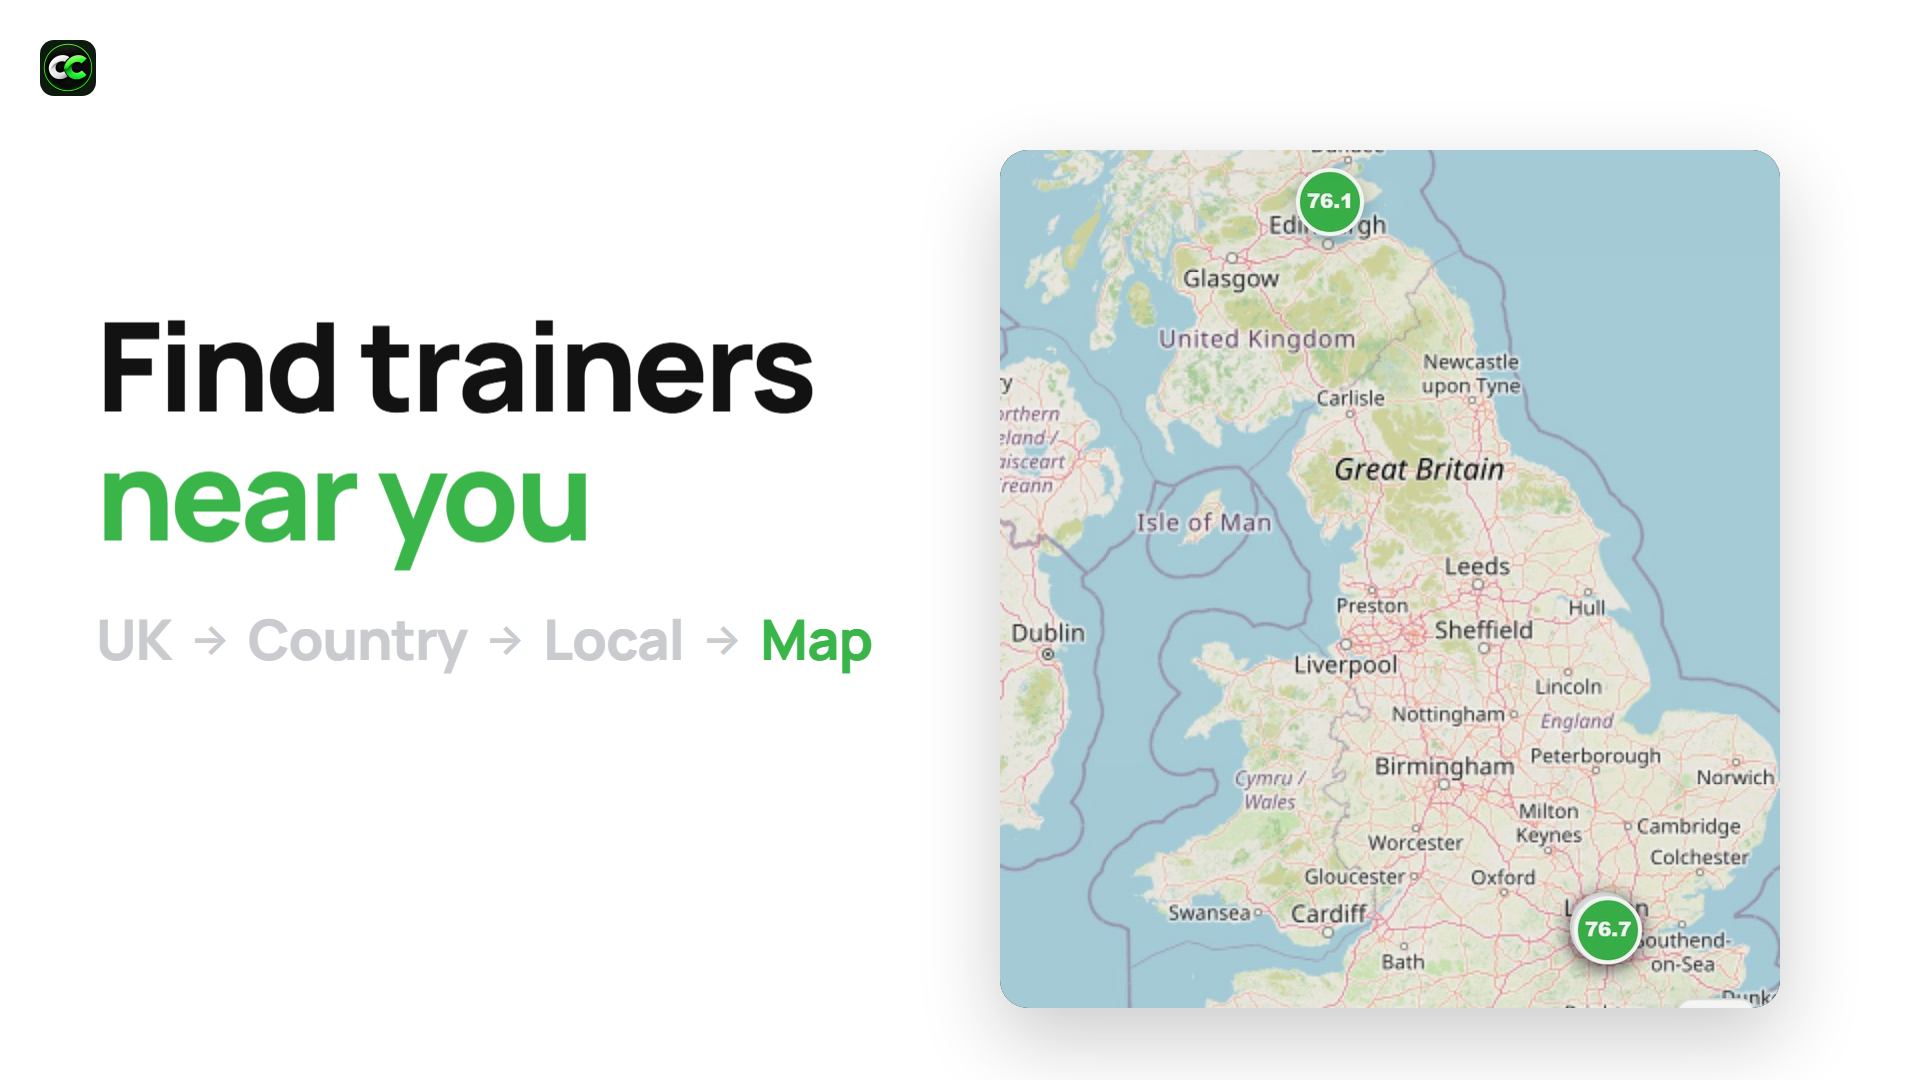 CC
Find trainers
near you
UK → Country → Local → Map
76.1
Glasgow
United Kingdom
Newcastle
upon Tyne
Carlisle
Great Britain
Isle of Man
Leeds
Preston
Hull
Dublin
Sheffield
Liverpool
Lincoln
Nottingham
England
Peterborough
Birmingham
Norwich
Cymru /
Wales
Milton
Keynes
Cambridge
Worcester
Colchester
Gloucester
Oxford
Swansea
Cardiff
76.7
on-Sea
Bath